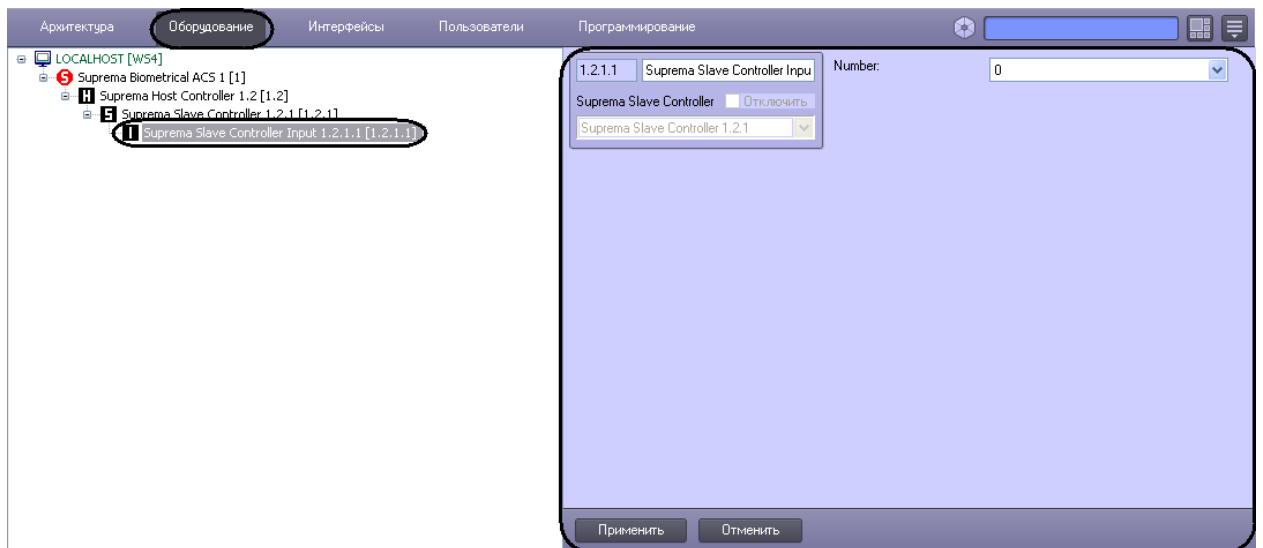 Архитектура Оборудование Интерфейсы Пользователи Программирование
LOCALHOST [WS4]
Suprema Biometrical ACS 1 [1]
H Suprema Host Controller 1.2 [1.2]
S Suprema Slave Controller 1.2.1 [1.2.1]
I Suprema Slave Controller Input 1.2.1.1 [1.2.1.1]
1.2.1.1 Suprema Slave Controller Inpu
Suprema Slave Controller Отключить
Suprema Slave Controller 1.2.1
Number: 0
Применить Отменить